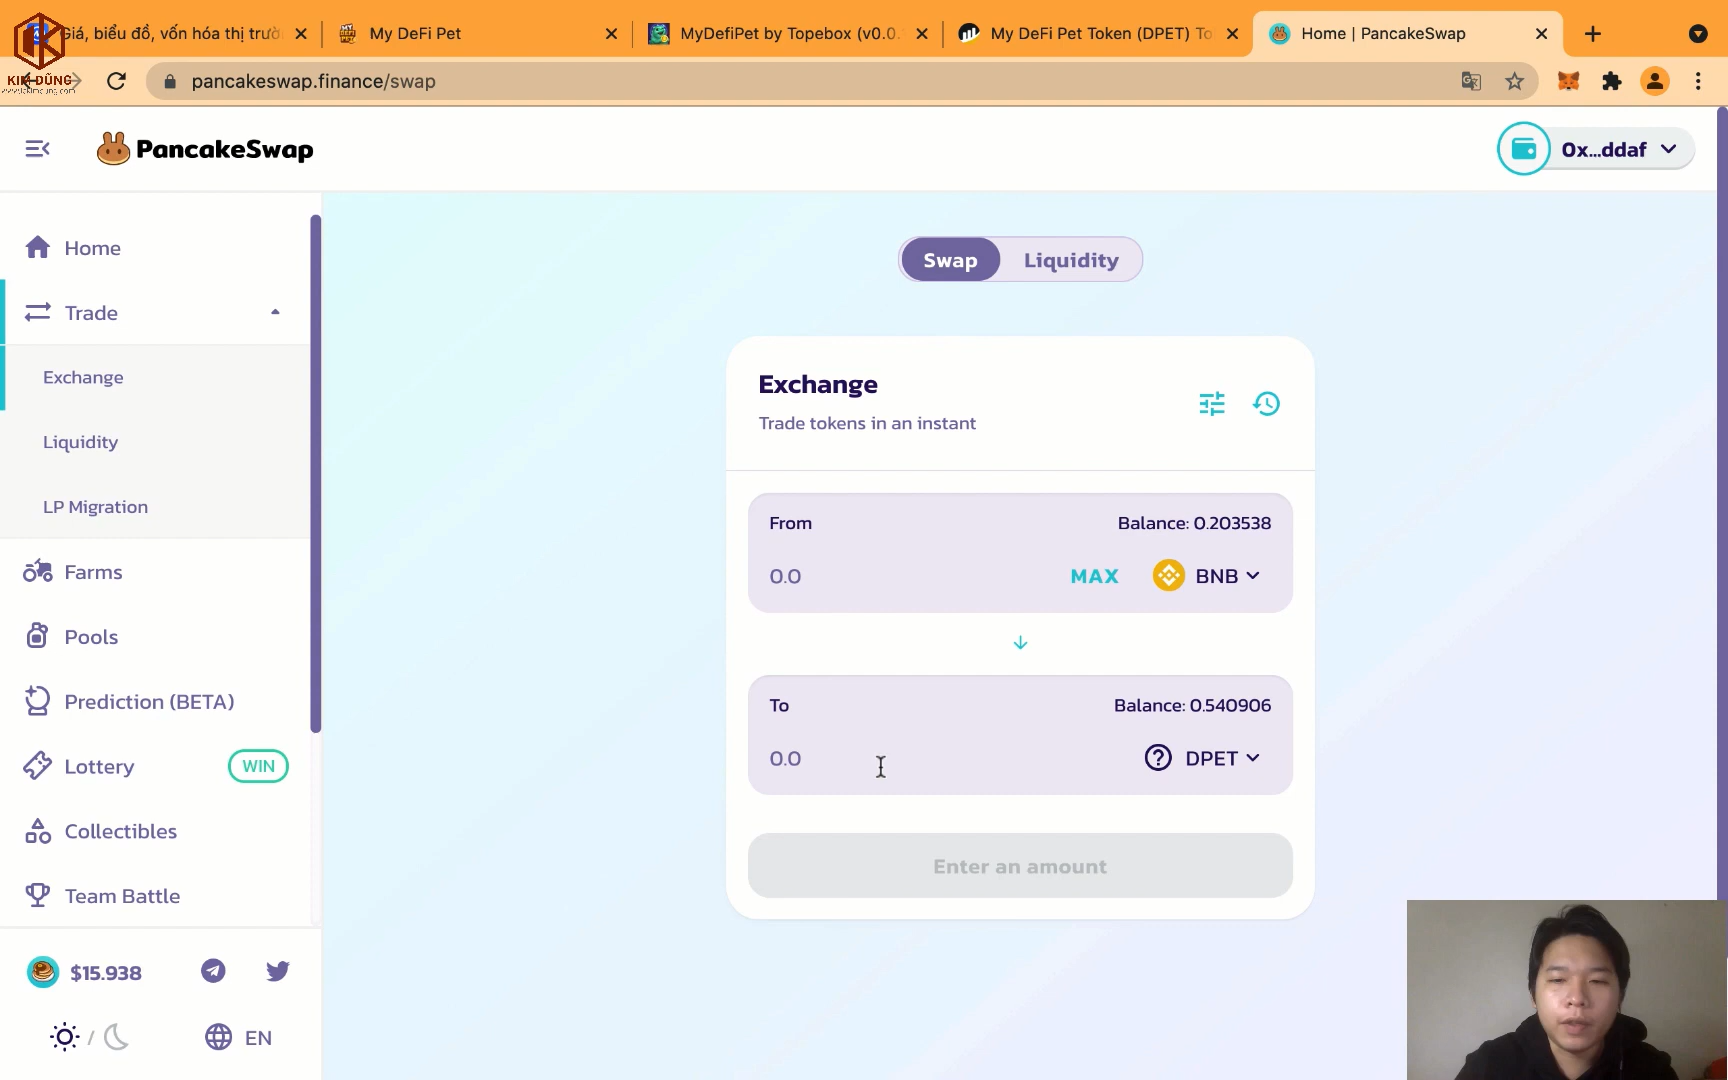 Giá, biểu đồ, vốn hóa thị trườ
My DeFi Pet
MyDefiPet by Topebox (v0.0.
My DeFi Pet Token (DPET) To
Home | PancakeSwap
KIM DŨNG
pancakeswap.finance/swap
PancakeSwap
0x...ddaf
Home
Trade
Exchange
Liquidity
LP Migration
Farms
Pools
Prediction (BETA)
Lottery
WIN
Collectibles
Team Battle
$15.938
/
EN
Swap
Liquidity
Exchange
Trade tokens in an instant
From
Balance: 0.203538
0.0
MAX
BNB
To
Balance: 0.540906
0.0
DPET
Enter an amount